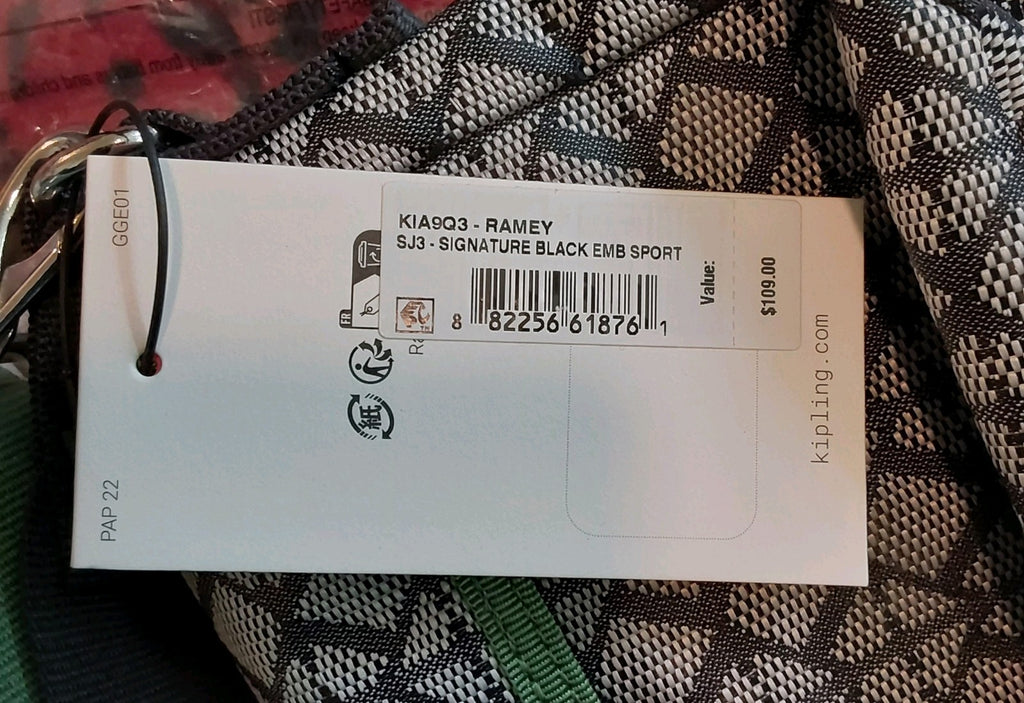 KIA9Q3 - RAMEY
SJ3 - SIGNATURE BLACK EMB SPORT
8 82256 61876 1
Value:
$109.00
GGE01
FR
紙
PAP 22
kipling.com